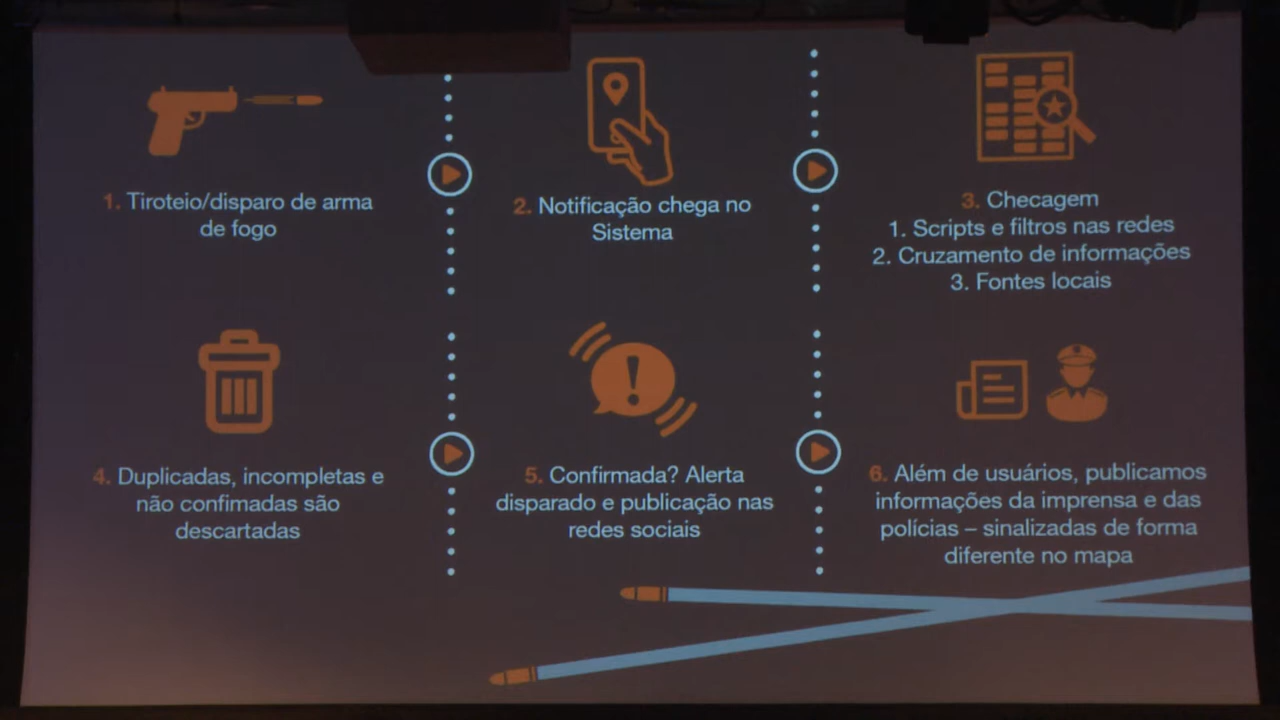 1. Tiroteio/disparo de arma
de fogo
2. Notificação chega no
Sistema
3. Checagem
1. Scripts e filtros nas redes
2. Cruzamento de informações
3. Fontes locais
4. Duplicadas, incompletas e
não confimadas são
descartadas
5. Confirmada? Alerta
disparado e publicação nas
redes sociais
6. Além de usuários, publicamos
informações da imprensa e das
polícias – sinalizadas de forma
diferente no mapa